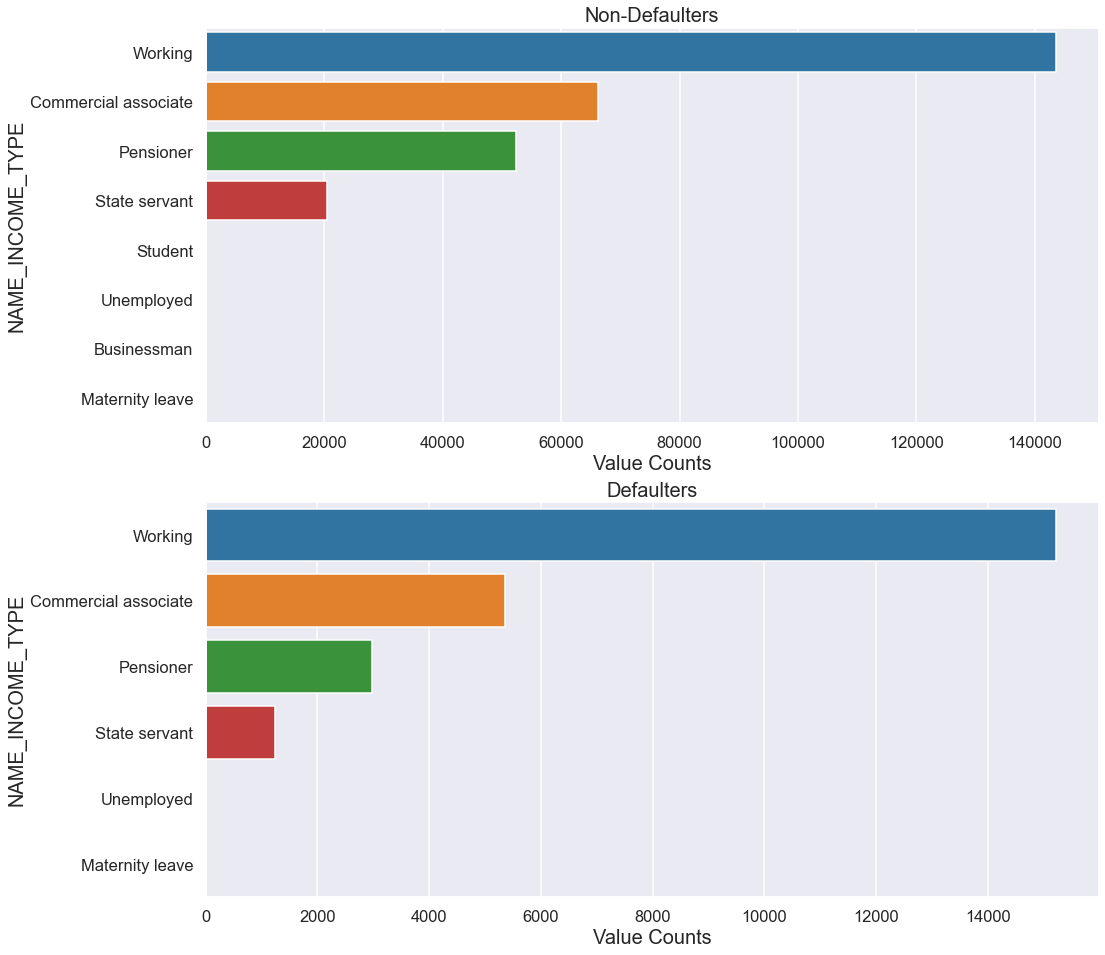 Non-Defaulters
NAME_INCOME_TYPE
Working
Commercial associate
Pensioner
State servant
Student
Unemployed
Businessman
Maternity leave
0 20000 40000 60000 80000 100000 120000 140000
Value Counts
Defaulters
NAME_INCOME_TYPE
Working
Commercial associate
Pensioner
State servant
Unemployed
Maternity leave
0 2000 4000 6000 8000 10000 12000 14000
Value Counts